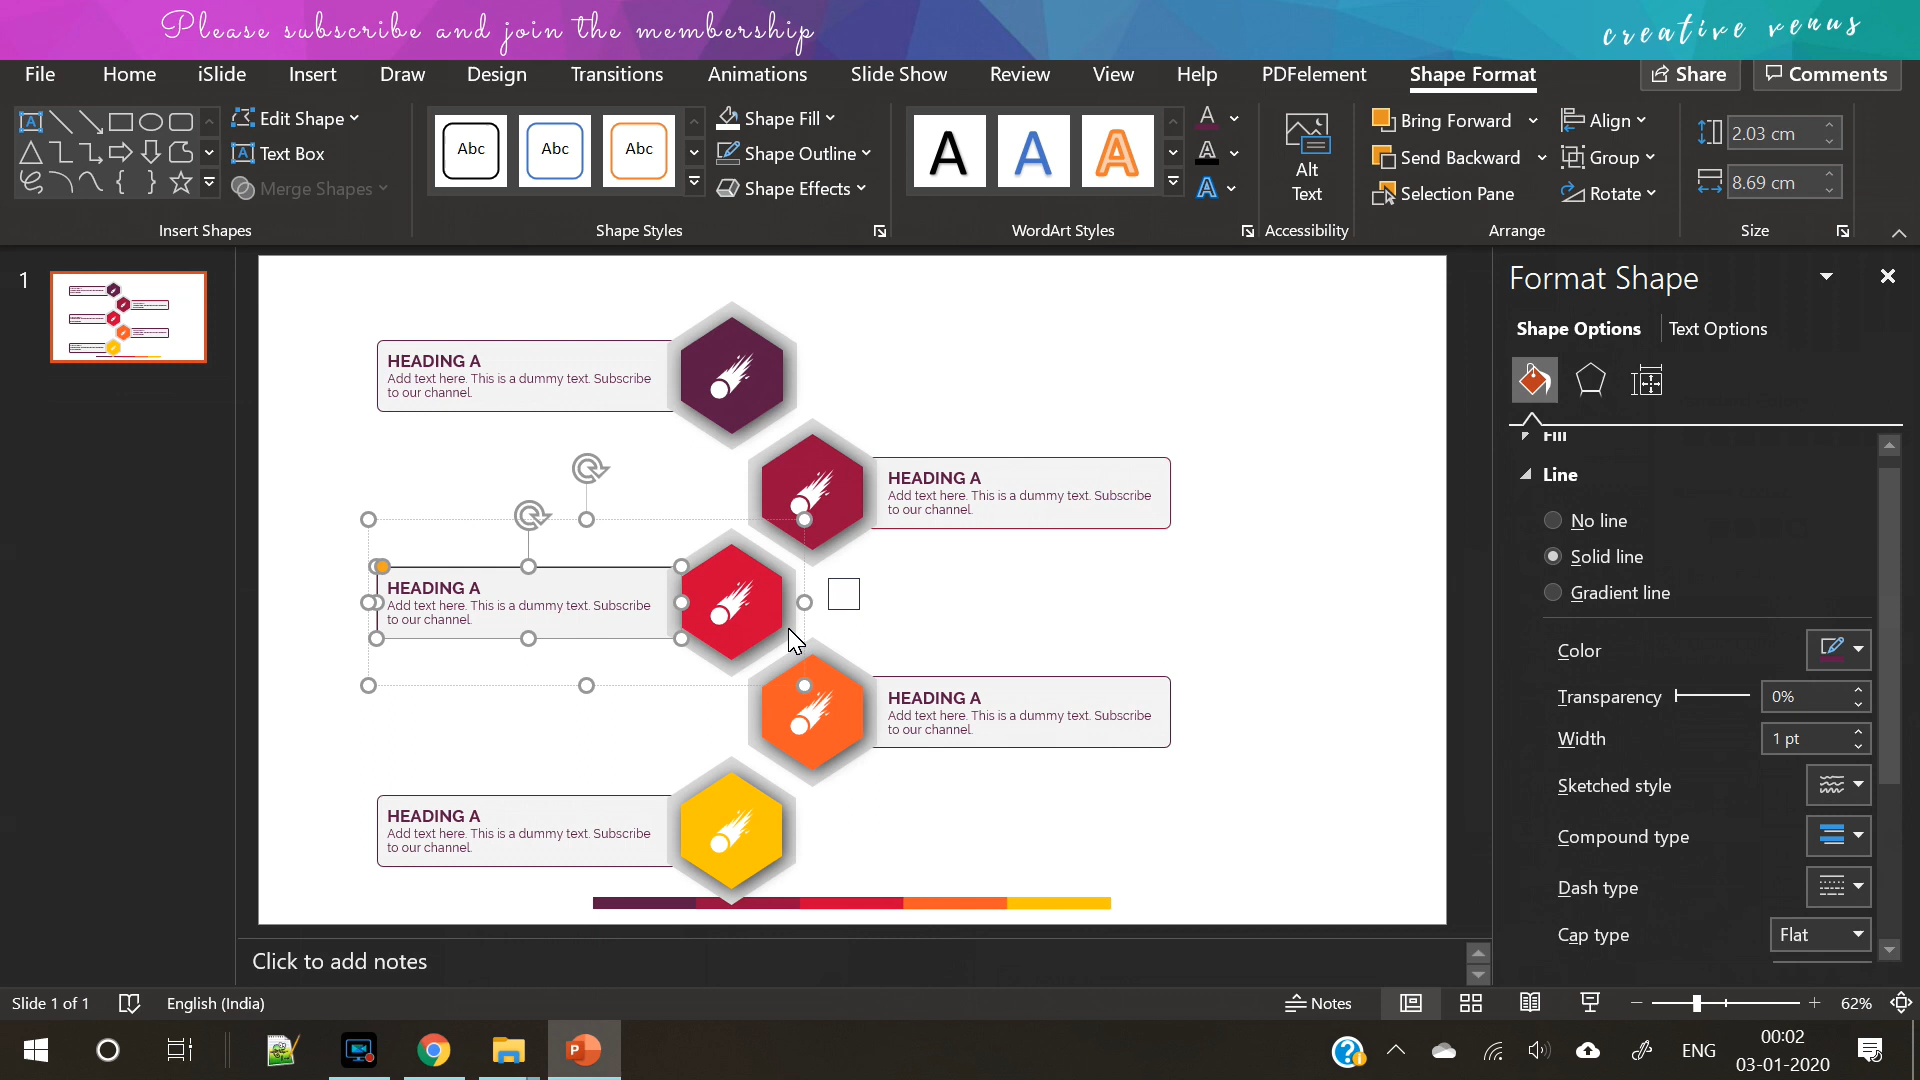 Please subscribe and join the membership
creative venus
File Home iSlide Insert Draw Design Transitions Animations Slide Show Review View Help PDFelement Shape Format Share Comments
Edit Shape
Text Box
Merge Shapes
Insert Shapes
Abc Abc Abc
Shape Fill
Shape Outline
Shape Effects
Shape Styles
A A A
A
A
A
WordArt Styles
Alt
Text
Accessibility
Bring Forward
Send Backward
Selection Pane
Align
Group
Rotate
Arrange
2.03 cm
8.69 cm
Size
1
HEADING A
Add text here. This is a dummy text. Subscribe
to our channel.
HEADING A
Add text here. This is a dummy text. Subscribe
to our channel.
HEADING A
Add text here. This is a dummy text. Subscribe
to our channel.
HEADING A
Add text here. This is a dummy text. Subscribe
to our channel.
HEADING A
Add text here. This is a dummy text. Subscribe
to our channel.
Format Shape
Shape Options Text Options
Fill
Line
No line
Solid line
Gradient line
Color
Transparency 0%
Width 1 pt
Sketched style
Compound type
Dash type
Cap type Flat
Click to add notes
Slide 1 of 1 English (India) Notes 62%
ENG
00:02
03-01-2020